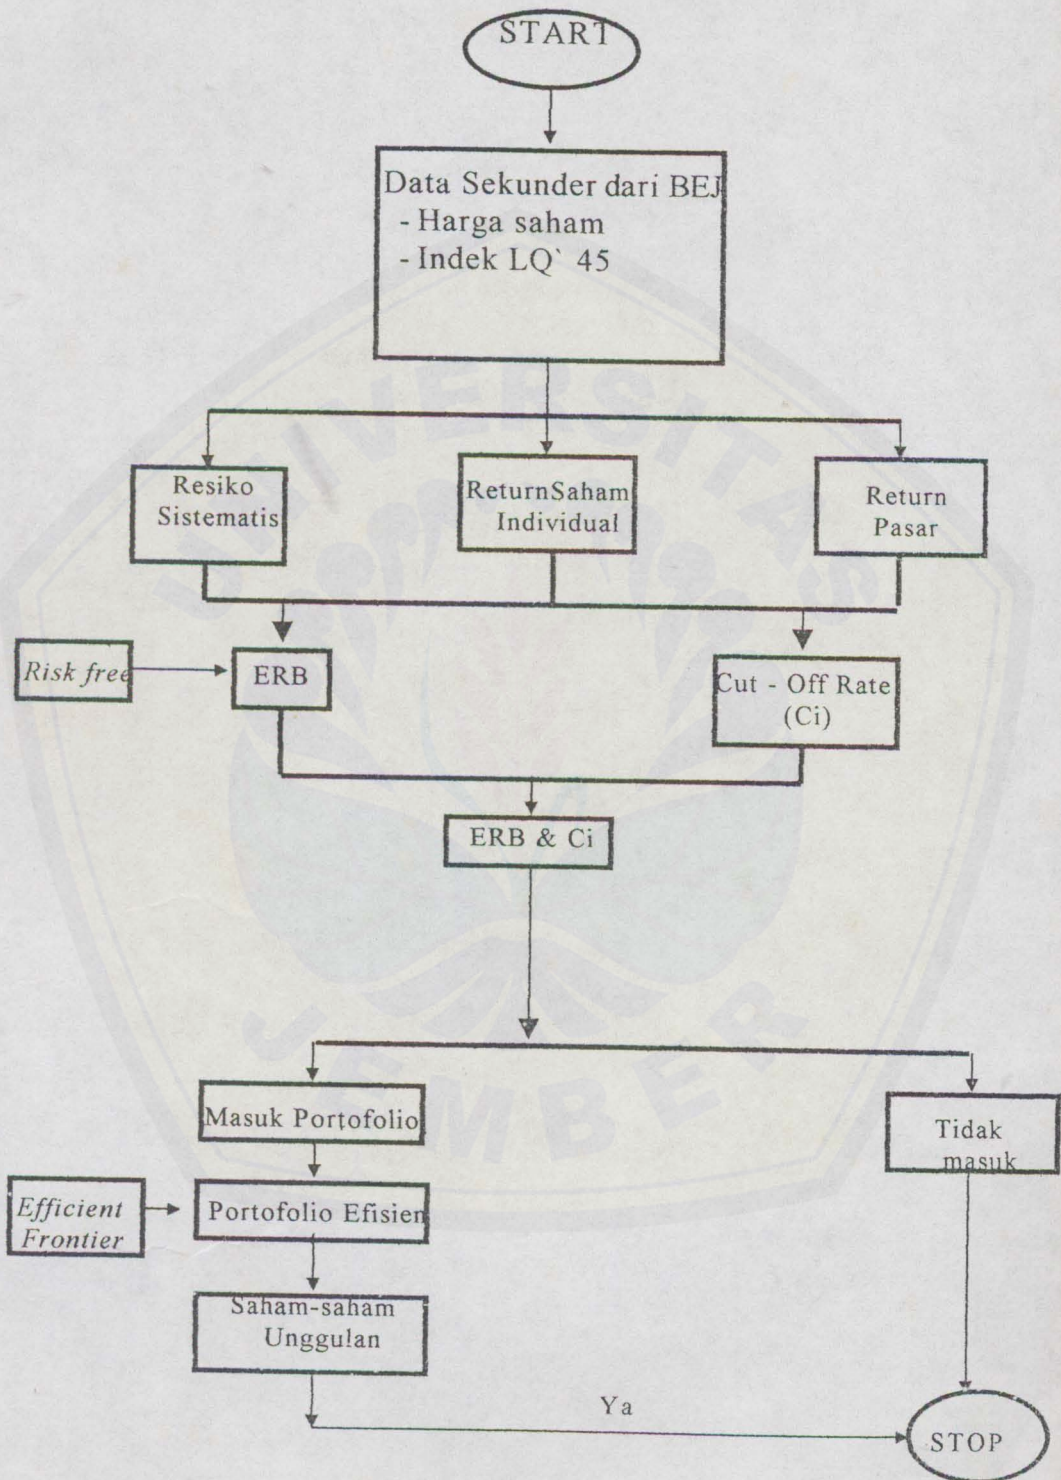 START
Data Sekunder dari BEJ
- Harga saham
- Indek LQ` 45
Resiko
Sistematis
ReturnSaham
Individual
Return
Pasar
Risk free
ERB
Cut - Off Rate
(Ci)
ERB & Ci
Masuk Portofolio
Tidak
masuk
Efficient
Frontier
Portofolio Efisien
Saham-saham
Unggulan
Ya
STOP
UNIVERSITAS
JEMBER